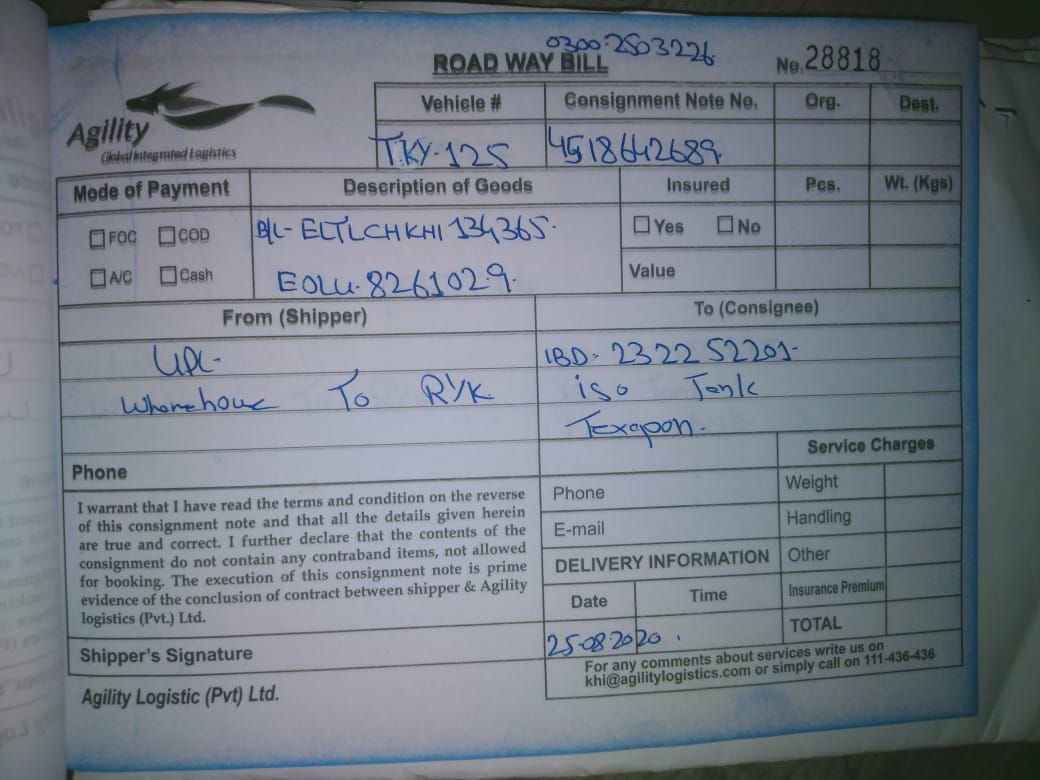 0300-2503226
ROAD WAY BILL
No. 28818
Agility
Global Integrated Logistics
Vehicle #
Consignment Note No.
Org.
Dest.
TKY-125
4518642689
Mode of Payment
Description of Goods
Insured
Pcs.
Wt. (Kgs)
FOC
COD
A/C
Cash
B/L- ELTLCHKHI 134365.
EOLU-8261029.
Yes
No
Value
From (Shipper)
To (Consignee)
UPL-
To R/Y/K
IBD- 232252201-
iso Tank
Texapon.
Phone
I warrant that I have read the terms and condition on the reverse
of this consignment note and that all the details given herein
are true and correct. I further declare that the contents of the
consignment do not contain any contraband items, not allowed
for booking. The execution of this consignment note is prime
evidence of the conclusion of contract between shipper & Agility
logistics (Pvt.) Ltd.
Shipper's Signature
Agility Logistic (Pvt) Ltd.
Phone
E-mail
DELIVERY INFORMATION
Date
Time
25-08-2020.
Service Charges
Weight
Handling
Other
Insurance Premium
TOTAL
For any comments about services write us on
khi@agilitylogistics.com or simply call on 111-436-436